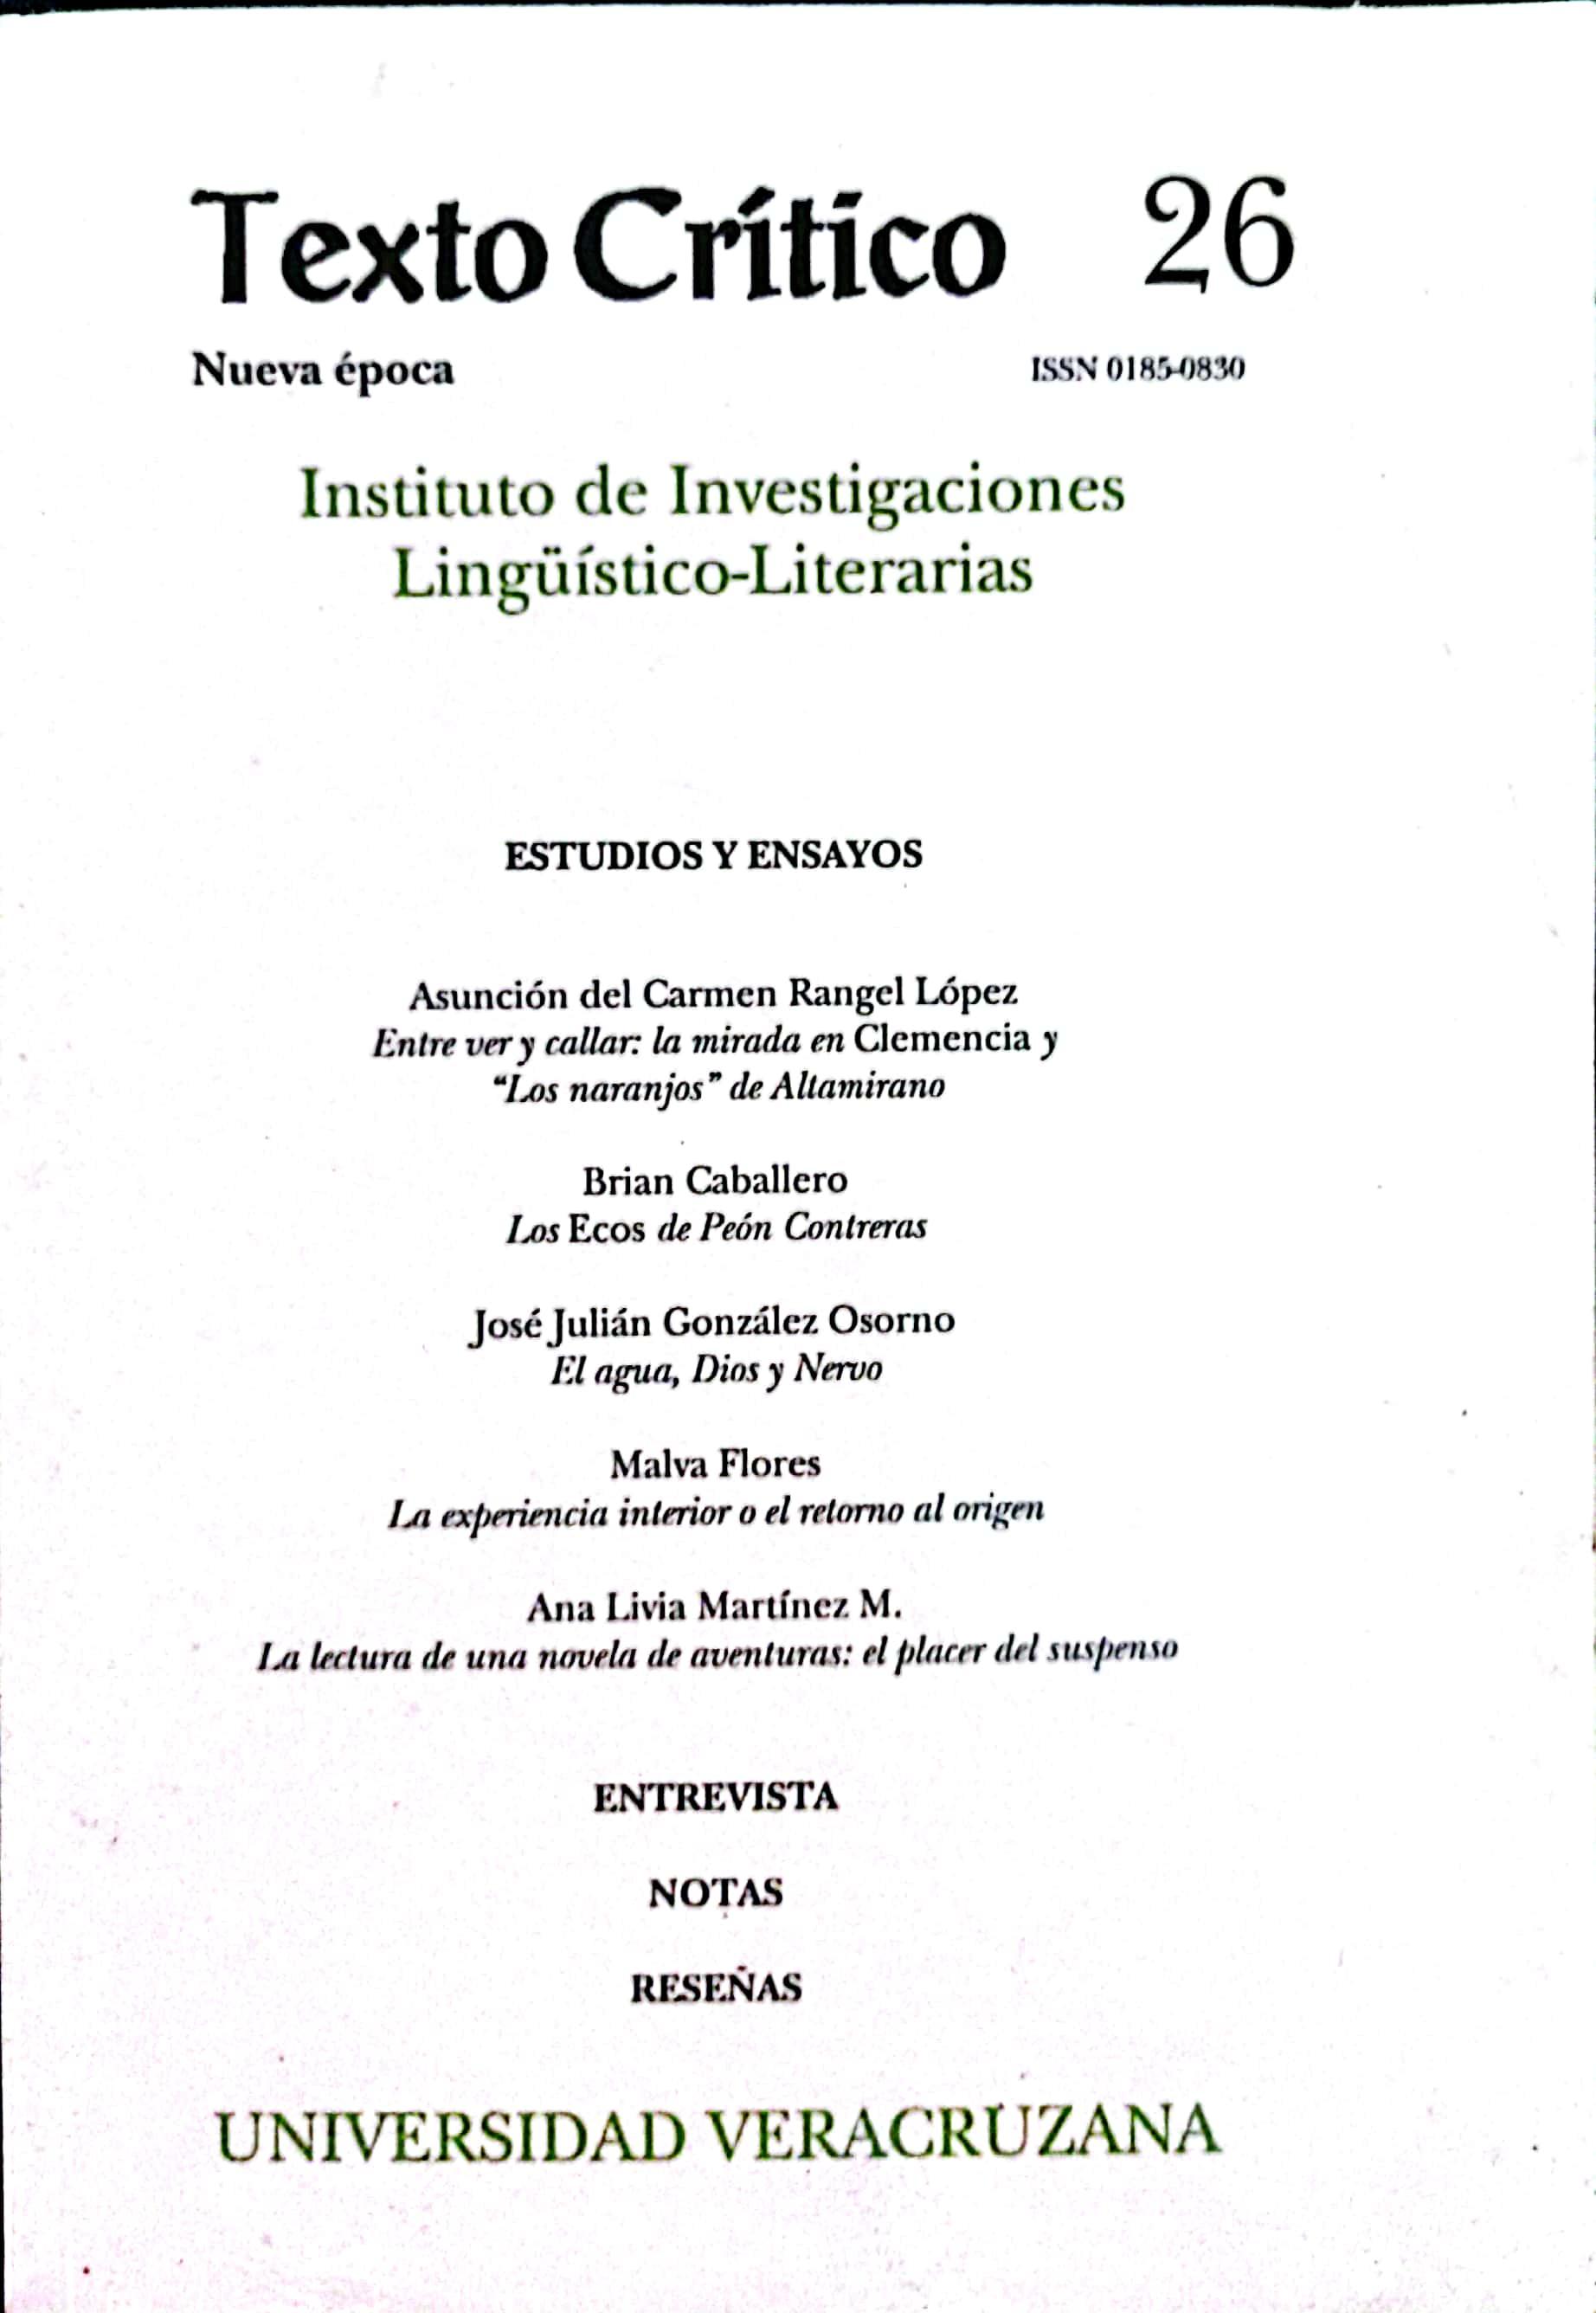 Texto Crítico 26
Nueva época ISSN 0185-0830
Instituto de Investigaciones
Lingüístico-Literarias
ESTUDIOS Y ENSAYOS
Asunción del Carmen Rangel López
Entre ver y callar: la mirada en Clemencia y
“Los naranjos” de Altamirano
Brian Caballero
Los Ecos de Peón Contreras
José Julián González Osorno
El agua, Dios y Nervo
Malva Flores
La experiencia interior o el retorno al origen
Ana Livia Martínez M.
La lectura de una novela de aventuras: el placer del suspenso
ENTREVISTA
NOTAS
RESEÑAS
UNIVERSIDAD VERACRUZANA